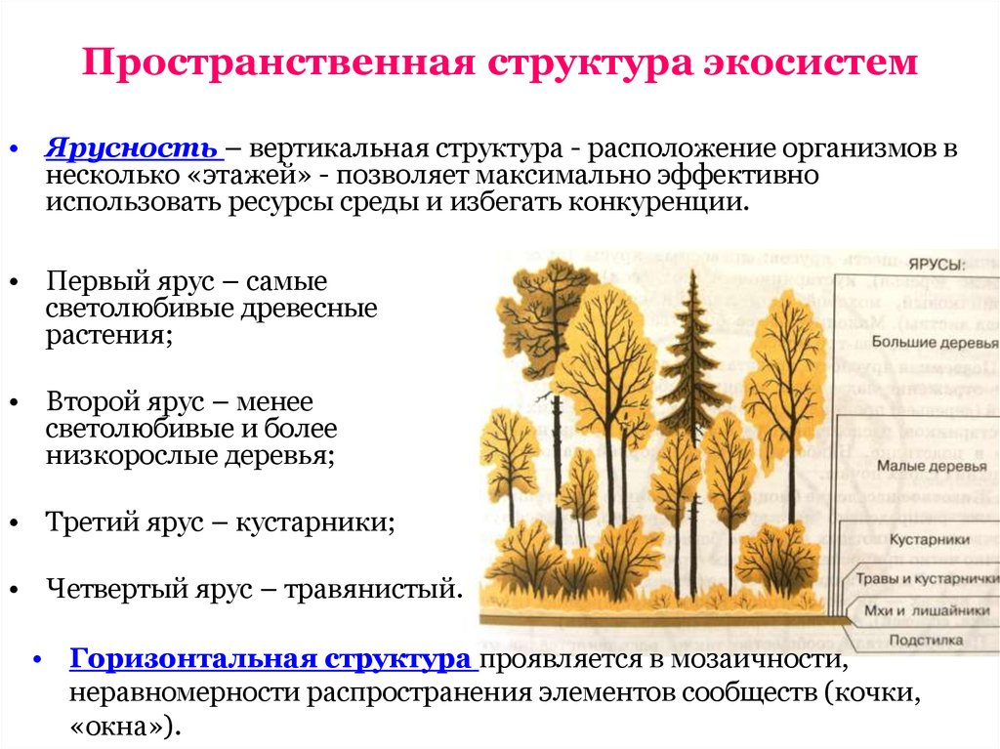 Пространственная структура экосистем
• Ярусность – вертикальная структура - расположение организмов в
несколько «этажей» - позволяет максимально эффективно
использовать ресурсы среды и избегать конкуренции.
• Первый ярус – самые
светолюбивые древесные
растения;
• Второй ярус – менее
светолюбивые и более
низкорослые деревья;
• Третий ярус – кустарники;
• Четвертый ярус – травянистый.
ЯРУСЫ:
Большие деревья
Малые деревья
Кустарники
Травы и кустарнички
Мхи и лишайники
Подстилка
• Горизонтальная структура проявляется в мозаичности,
неравномерности распространения элементов сообществ (кочки,
«окна»).